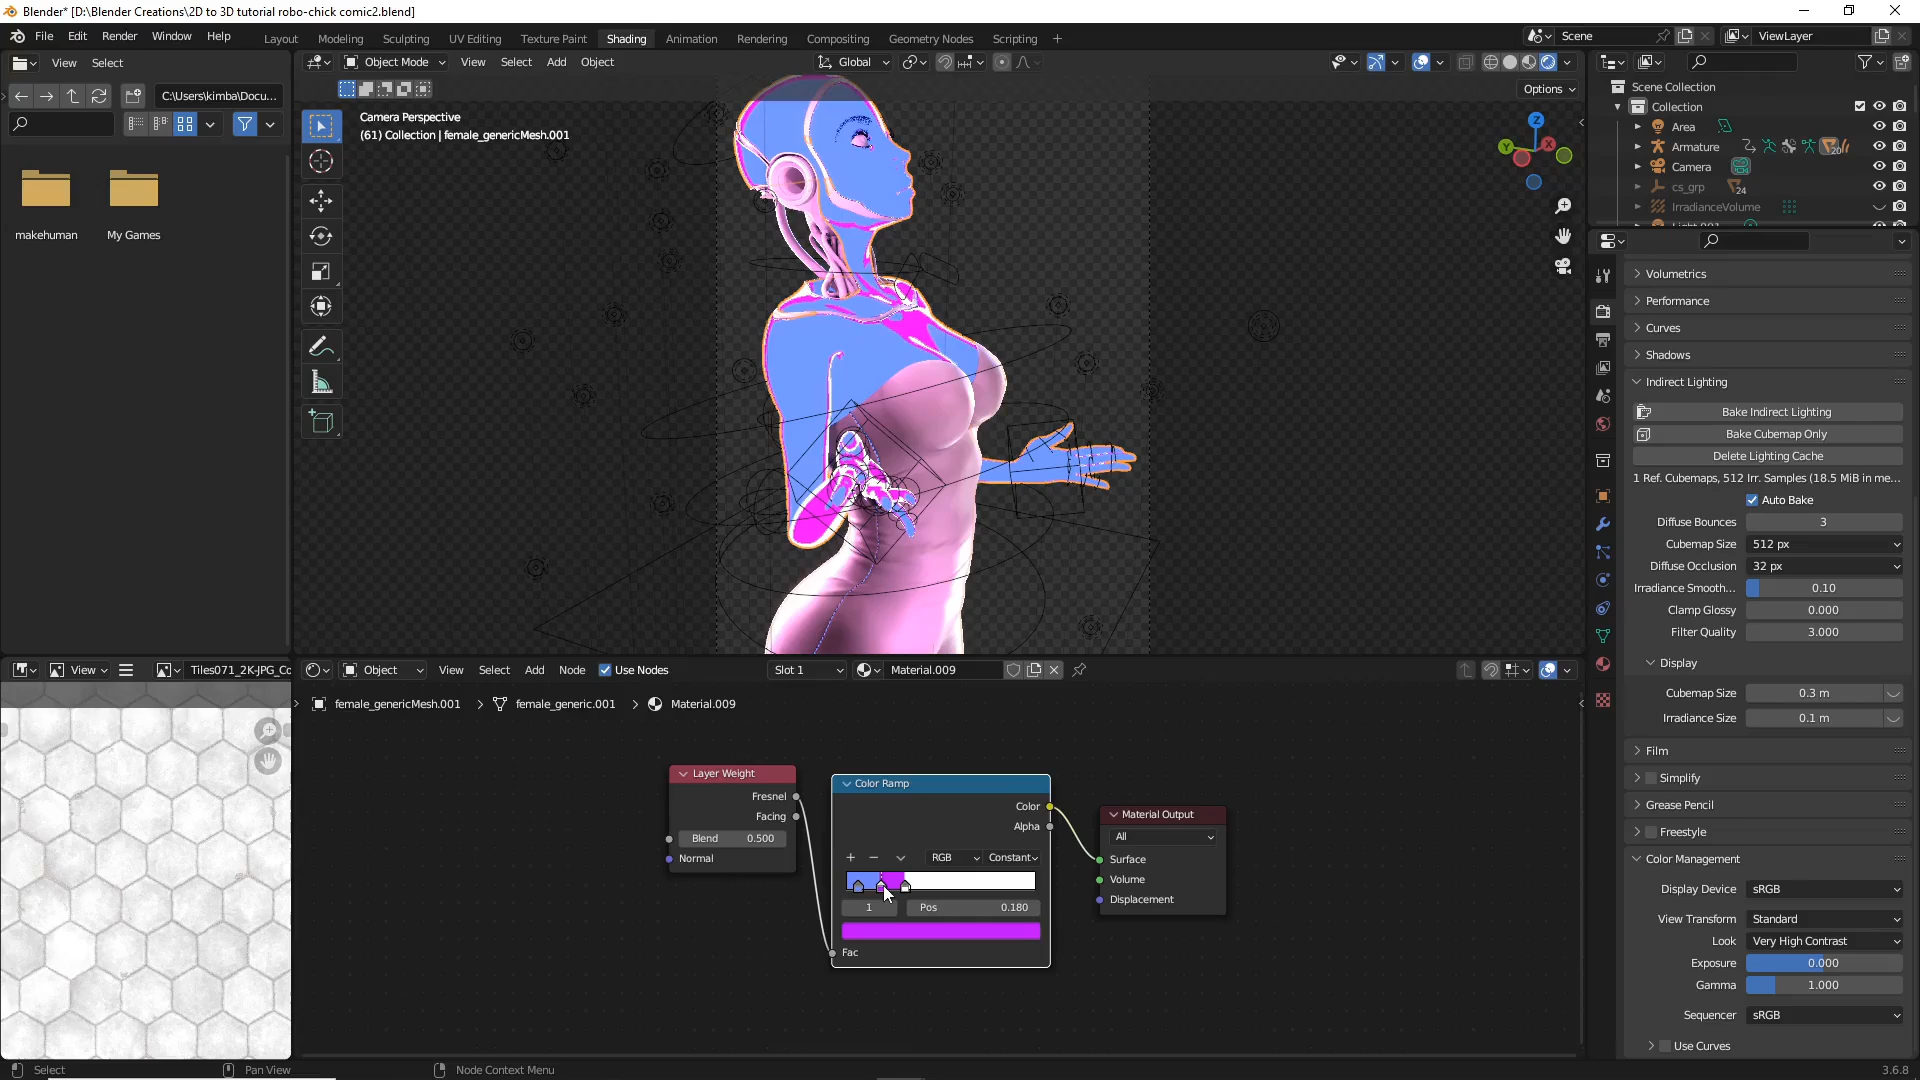 Blender* [D:\Blender Creations\2D to 3D tutorial robo-chick comic2.blend]
File Edit Render Window Help Layout Modeling Sculpting UV Editing Texture Paint Shading Animation Rendering Compositing Geometry Nodes Scripting + Scene ViewLayer
View Select
Object Mode View Select Add Object Global
C:\Users\kimba\Docu...
Options
makehuman My Games
Camera Perspective
(61) Collection | female_genericMesh.001
Z
Y
X
Scene Collection
Collection
Area
Armature
20
Camera
cs_grp
24
IrradianceVolume
Volumetrics
Performance
Curves
Shadows
Indirect Lighting
Bake Indirect Lighting
Bake Cubemap Only
Delete Lighting Cache
1 Ref. Cubemaps, 512 Irr. Samples (18.5 MiB in me...
Auto Bake
Diffuse Bounces 3
Cubemap Size 512 px
Diffuse Occlusion 32 px
Irradiance Smooth... 0.10
Clamp Glossy 0.000
Filter Quality 3.000
Display
Cubemap Size 0.3 m
Irradiance Size 0.1 m
Film
Simplify
Grease Pencil
Freestyle
Color Management
Display Device sRGB
View Transform Standard
Look Very High Contrast
Exposure 0.000
Gamma 1.000
Sequencer sRGB
Use Curves
View Tiles071_2K-JPG_Co
Object View Select Add Node Use Nodes Slot 1 Material.009
female_genericMesh.001 female_generic.001 Material.009
Layer Weight
Fresnel
Facing
Blend 0.500
Normal
Color Ramp
Color
Alpha
+ − RGB Constant
1 Pos 0.180
Fac
Material Output
All
Surface
Volume
Displacement
Select Pan View Node Context Menu 3.6.8